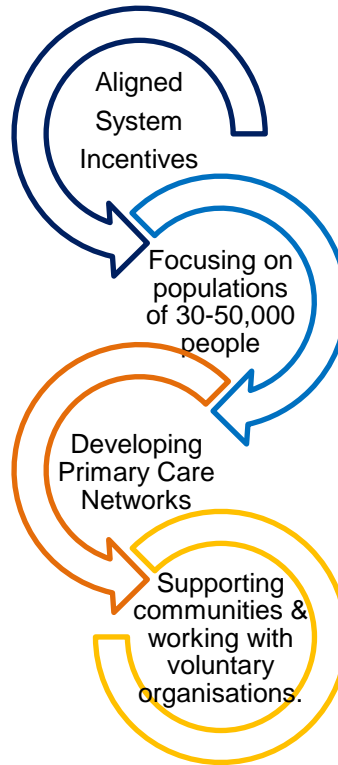 Aligned
System
Incentives
Focusing on
populations
of 30-50,000
people
Developing
Primary Care
Networks
Supporting
communities &
working with
voluntary
organisations.